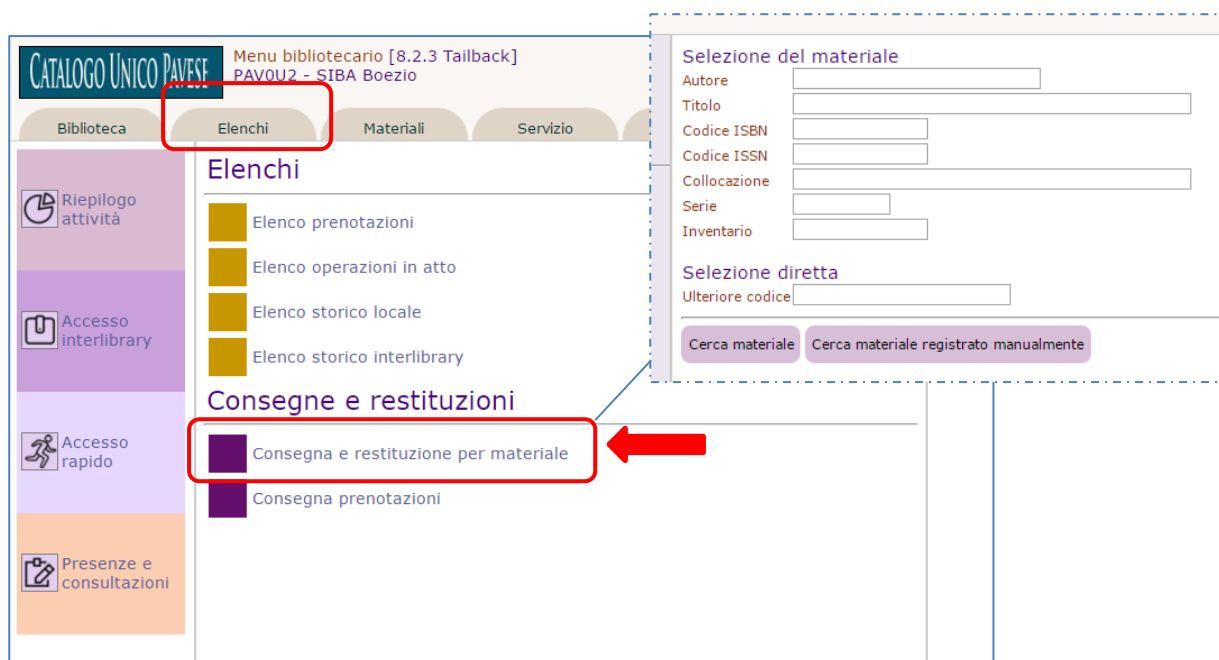 CATALOGO UNICO PAVESE
Menu bibliotecario [8.2.3 Tailback]
PAV0U2 - SIBA Boezio
Biblioteca
Elenchi
Materiali
Servizio
Riepilogo
attività
Accesso
interlibrary
Accesso
rapido
Presenze e
consultazioni
Elenchi
Elenco prenotazioni
Elenco operazioni in atto
Elenco storico locale
Elenco storico interlibrary
Consegne e restituzioni
Consegna e restituzione per materiale
Consegna prenotazioni
Selezione del materiale
Autore
Titolo
Codice ISBN
Codice ISSN
Collocazione
Serie
Inventario
Selezione diretta
Ulteriore codice
Cerca materiale
Cerca materiale registrato manualmente